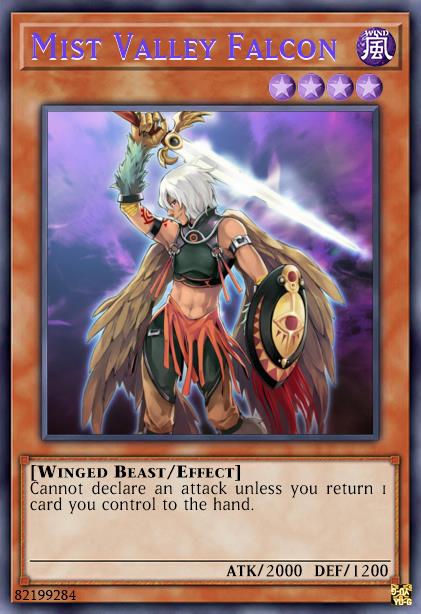 Mist Valley Falcon
WIND
風
[Winged Beast/Effect]
Cannot declare an attack unless you return 1
card you control to the hand.
ATK/2000 DEF/1200
82199284